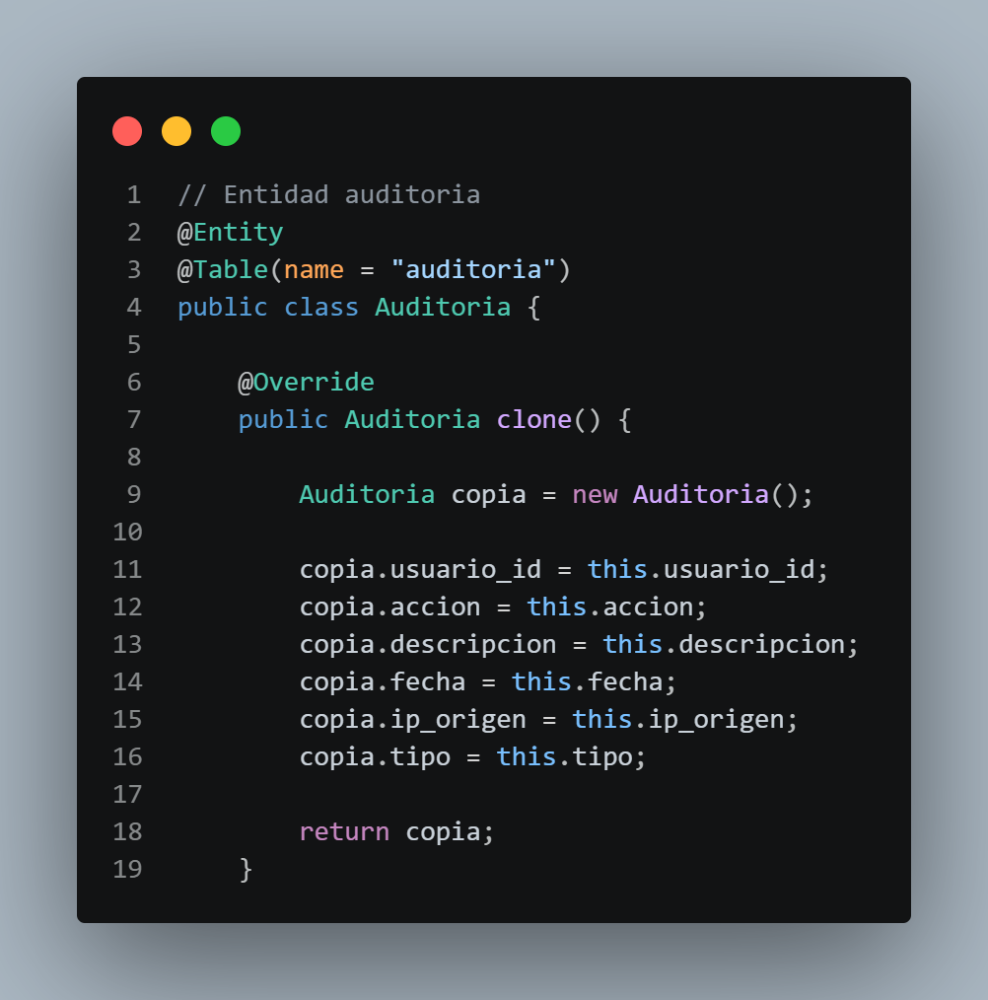 1 // Entidad auditoria
2 @Entity
3 @Table(name = "auditoria")
4 public class Auditoria {
5
6     @Override
7     public Auditoria clone() {
8
9         Auditoria copia = new Auditoria();
10
11         copia.usuario_id = this.usuario_id;
12         copia.accion = this.accion;
13         copia.descripcion = this.descripcion;
14         copia.fecha = this.fecha;
15         copia.ip_origen = this.ip_origen;
16         copia.tipo = this.tipo;
17
18         return copia;
19     }